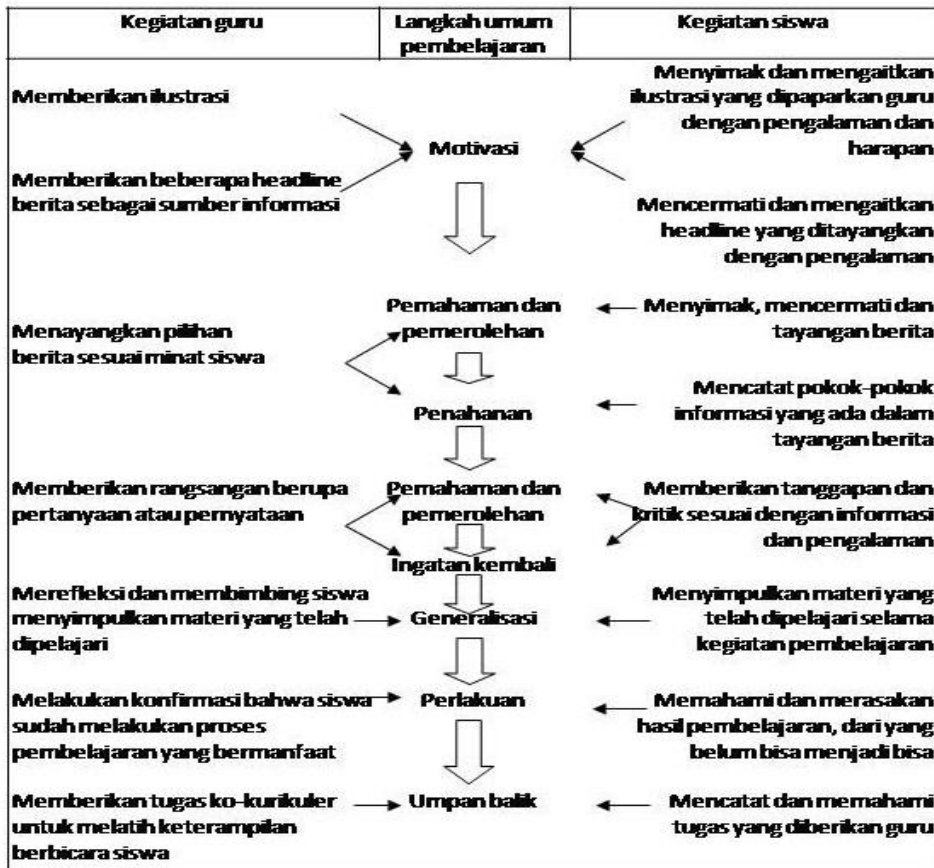 Kegiatan guru
Langkah umum
pembelajaran
Kegiatan siswa
Memberikan ilustrasi
Memberikan beberapa headline
berita sebagai sumber informasi
Motivasi
Menyimak dan mengaitkan
ilustrasi yang dipaparkan guru
dengan pengalaman dan
harapan
Mencermati dan mengaitkan
headline yang ditayangkan
dengan pengalaman
Menayangkan pilihan
berita sesuai minat siswa
Pemahaman dan
pemerolehan
Menyimak, mencermati dan
tayangan berita
Penahanan
Mencatat pokok-pokok
informasi yang ada dalam
tayangan berita
Memberikan rangsangan berupa
pertanyaan atau pernyataan
Pemahaman dan
pemerolehan
Ingatan kembali
Memberikan tanggapan dan
kritik sesuai dengan informasi
dan pengalaman
Merefleksi dan membimbing siswa
menyimpulkan materi yang telah
dipelajari
Generalisasi
Menyimpulkan materi yang
telah dipelajari selama
kegiatan pembelajaran
Melakukan konfirmasi bahwa siswa
sudah melakukan proses
pembelajaran yang bermanfaat
Perlakuan
Memahami dan merasakan
hasil pembelajaran, dari yang
belum bisa menjadi bisa
Memberikan tugas ko-kurikuler
untuk melatih keterampilan
berbicara siswa
Umpan balik
Mencatat dan memahami
tugas yang diberikan guru